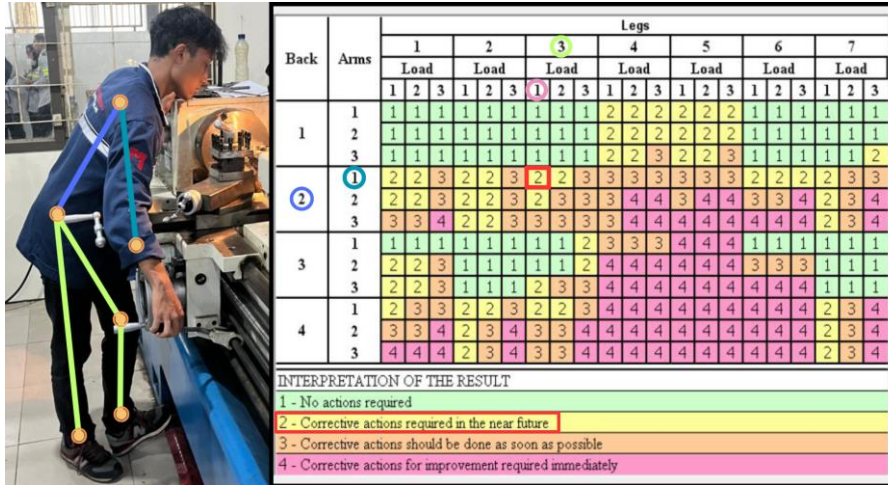 Legs
Back Arms 1 2 3 4 5 6 7
Load Load Load Load Load Load Load
1 2 3 1 2 3 1 2 3 1 2 3 1 2 3 1 2 3 1 2 3
1 1 1 1 1 1 1 1 1 1 1 2 2 2 2 2 2 1 1 1 1 1 1
2 1 1 1 1 1 1 1 1 1 2 2 2 2 2 2 1 1 1 1 1 1
3 1 1 1 1 1 1 1 1 1 2 2 3 2 2 3 1 1 1 1 1 2
2 1 2 2 3 2 2 3 2 2 3 3 3 3 3 3 3 2 2 2 2 3 3
2 2 2 3 2 2 3 2 3 3 3 4 4 3 4 4 3 3 4 2 3 4
3 3 3 4 2 2 3 3 3 3 3 4 4 4 4 4 4 4 4 2 3 4
3 1 1 1 1 1 1 1 1 1 2 3 3 3 4 4 4 1 1 1 1 1 1
2 2 2 3 1 1 1 1 1 2 4 4 4 4 4 4 3 3 3 1 1 1
3 2 2 3 1 1 1 2 3 3 4 4 4 4 4 4 4 4 4 1 1 1
4 1 2 3 3 2 2 3 2 2 3 4 4 4 4 4 4 4 4 4 2 3 4
2 3 3 4 2 3 4 3 3 4 4 4 4 4 4 4 4 4 4 2 3 4
3 4 4 4 2 3 4 3 3 4 4 4 4 4 4 4 4 4 4 2 3 4
INTERPRETATION OF THE RESULT
1 - No actions required
2 - Corrective actions required in the near future
3 - Corrective actions should be done as soon as possible
4 - Corrective actions for improvement required immediately